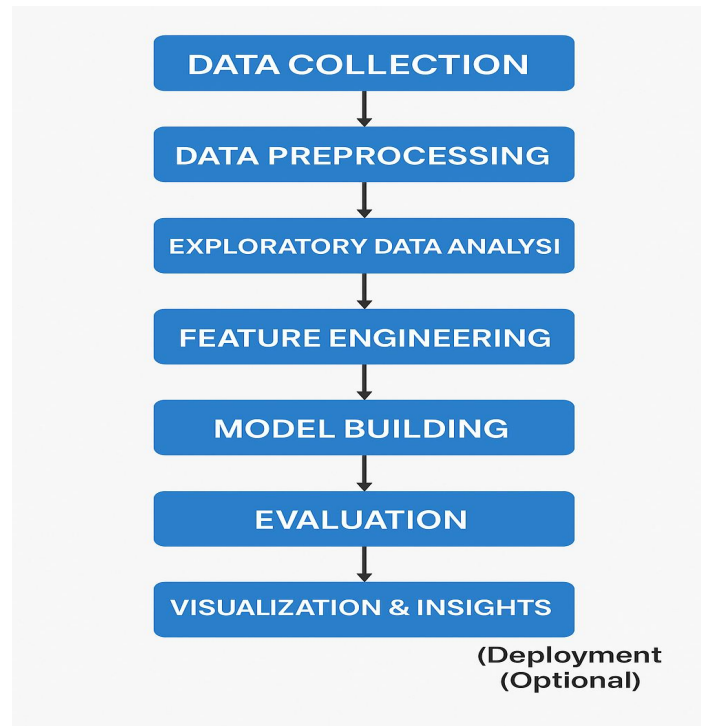 DATA COLLECTION
DATA PREPROCESSING
EXPLORATORY DATA ANALYSI
FEATURE ENGINEERING
MODEL BUILDING
EVALUATION
VISUALIZATION & INSIGHTS
(Deployment
(Optional)